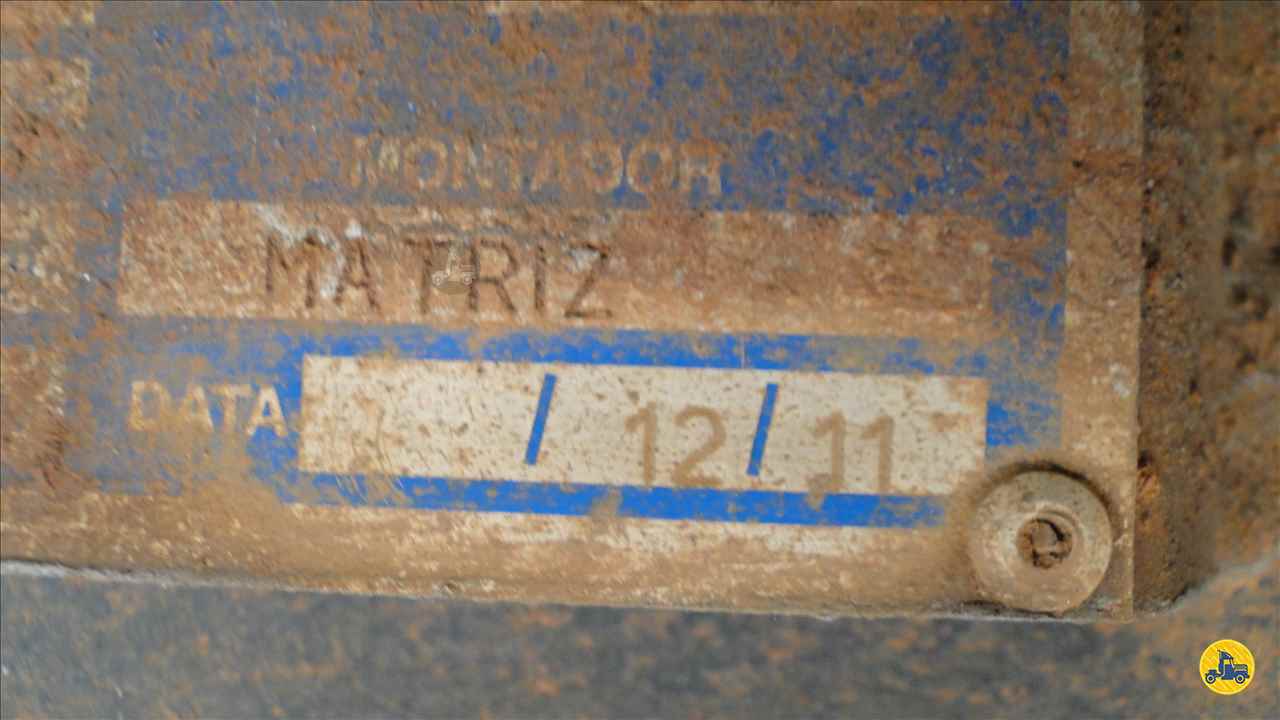 MONTADOR
MATRIZ
DATA / 12 / 11